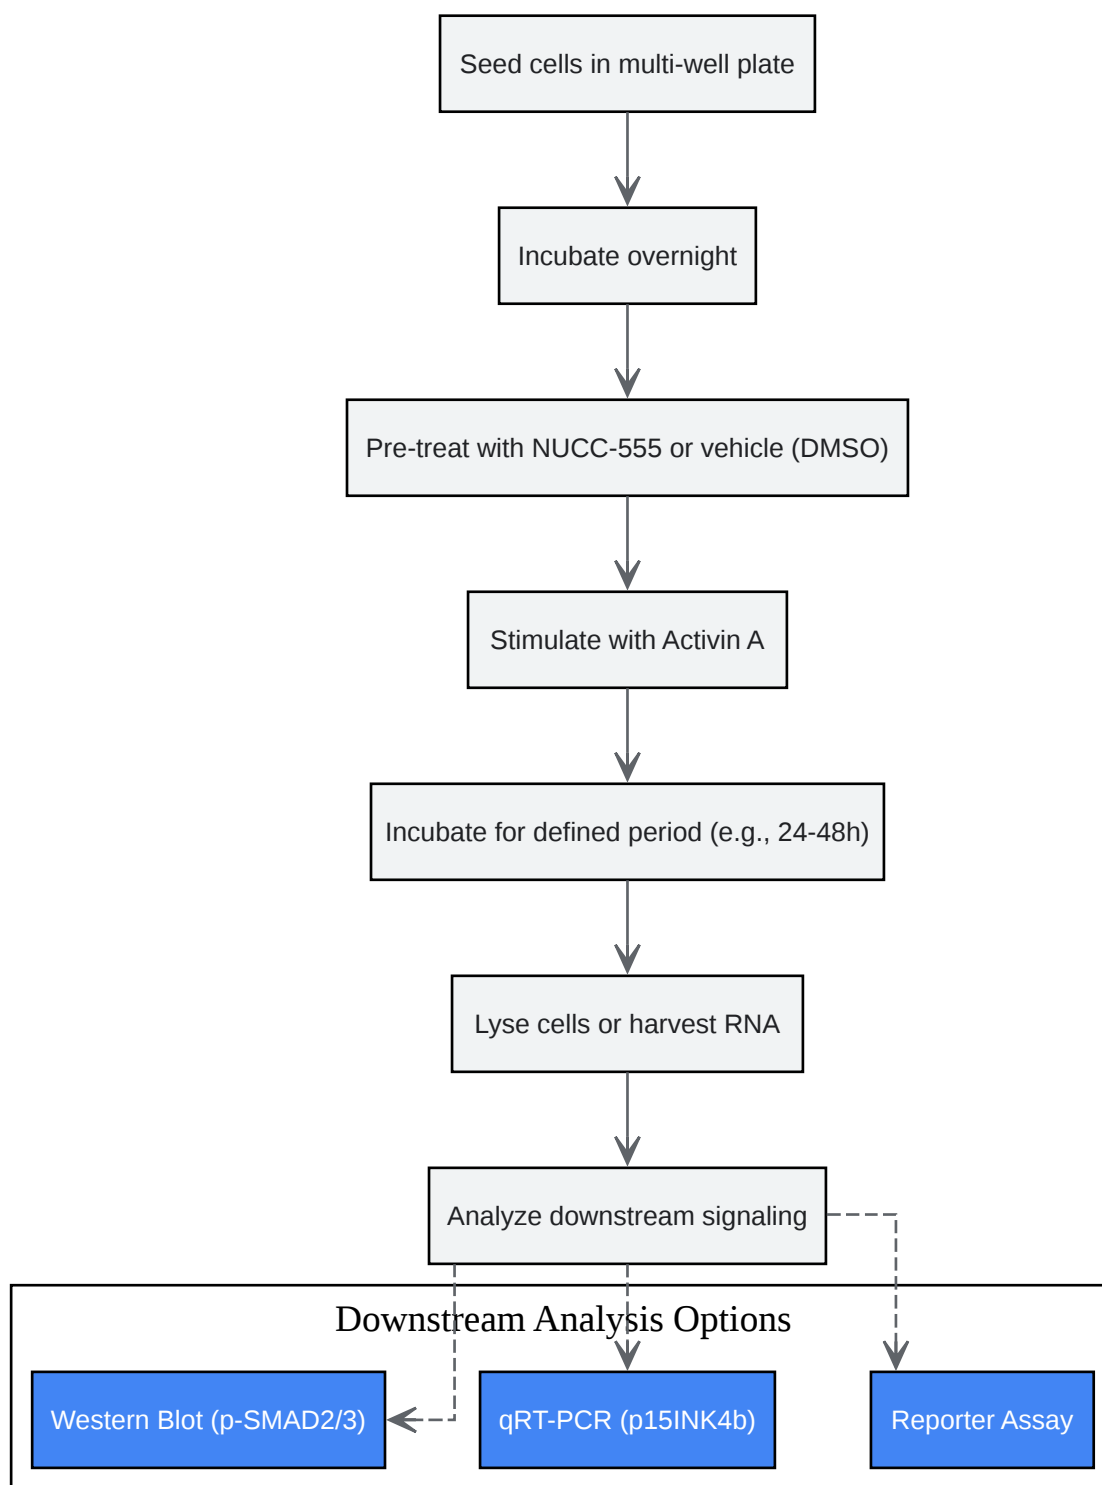 Seed cells in multi-well plate
Incubate overnight
Pre-treat with NUCC-555 or vehicle (DMSO)
Stimulate with Activin A
Incubate for defined period (e.g., 24-48h)
Lyse cells or harvest RNA
Analyze downstream signaling
Downstream Analysis Options
Western Blot (p-SMAD2/3)
qRT-PCR (p15INK4b)
Reporter Assay